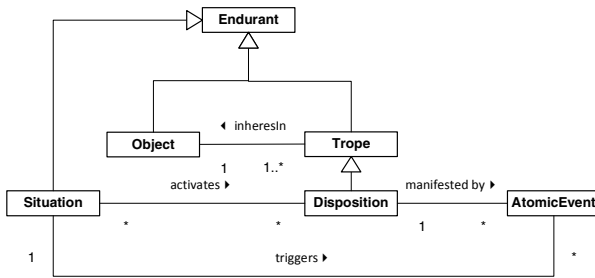 Endurant
◄ inheresIn
Object Trope
1 1..*
activates ► manifested by ►
Situation Disposition AtomicEvent
* * 1 *
1 triggers ► *